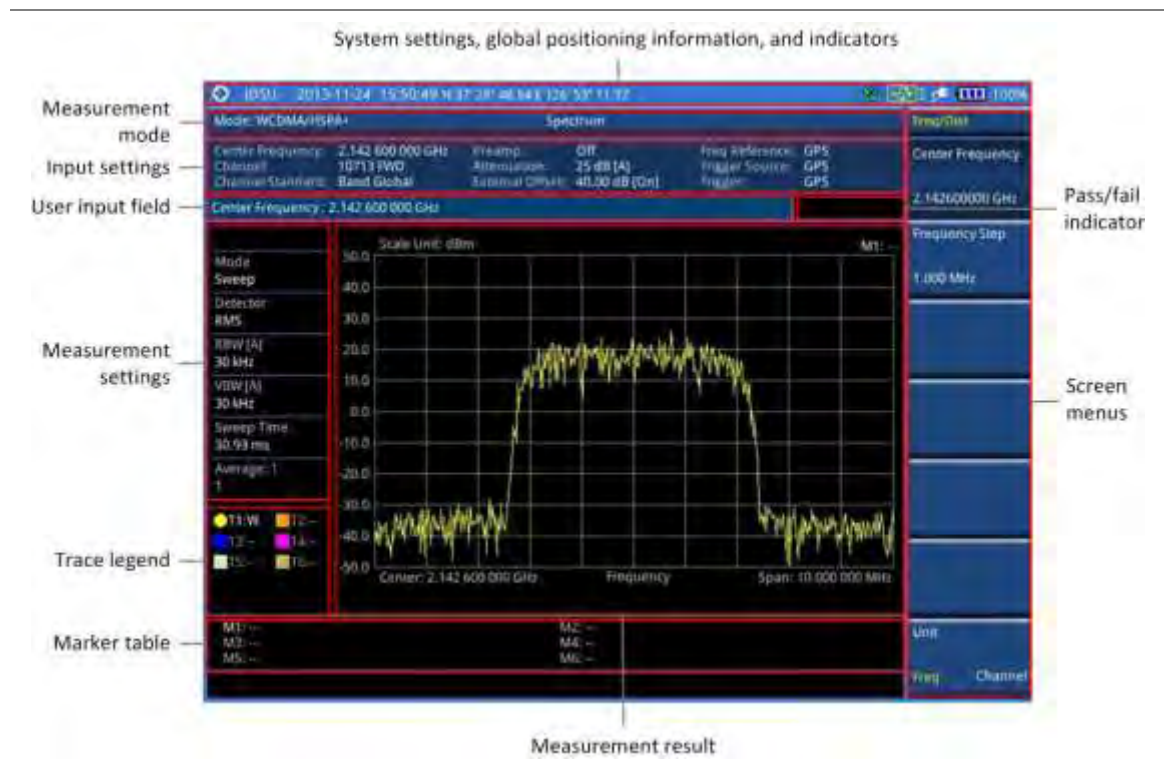 System settings, global positioning information, and indicators
Measurement mode
Input settings
User input field
Measurement settings
Trace legend
Marker table
Pass/fail indicator
Screen menus
Measurement result
2013-11-24 15:50:49 100%
Mode: WCDMA/HSPA+ Spectrum
Center Frequency: 2.142 600 000 GHz Preamp: Off Freq Reference: GPS
Channel: 10713 FWD Attenuation: 25 dB [A] Trigger Source: GPS
Channel Standard: Band Global External Offset: 40.00 dB [On] Trigger: GPS
Center Frequency : 2.142 600 000 GHz
Mode
Sweep
Detector
RMS
RBW [A]
30 kHz
VBW [A]
30 kHz
Sweep Time
30.93 ms
Average: 1
1
T1: W T2: --
T3: -- T4: --
T5: -- T6: --
Scale Unit: dBm M1: --
50.0
40.0
30.0
20.0
10.0
0.0
-10.0
-20.0
-30.0
-40.0
-50.0
Center: 2.142 600 000 GHz Frequency Span: 10.000 000 MHz
M1: -- M2: --
M3: -- M4: --
M5: -- M6: --
Freq/Dist
Center Frequency
2.14260000 GHz
Frequency Step
1.000 MHz
Unit
Freq Channel